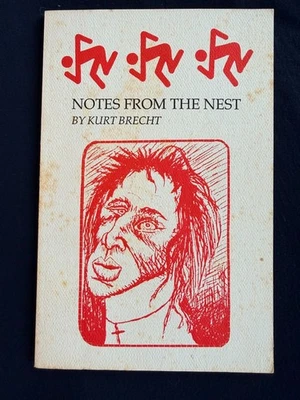 NOTES FROM THE NEST
BY KURT BRECHT